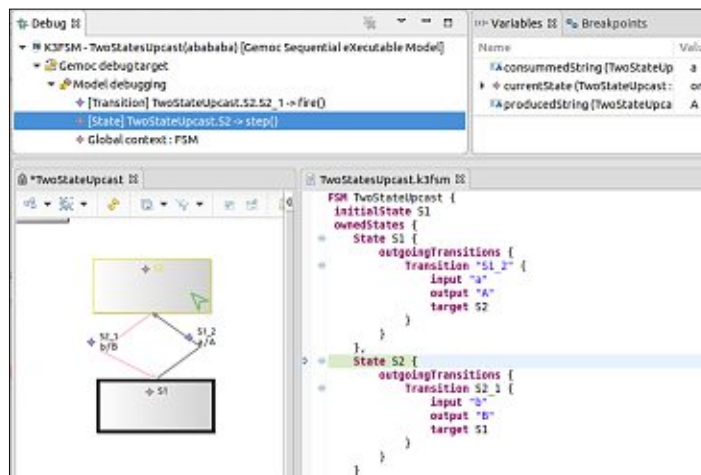 Debug
K3FSM - TwoStatesUpcast(abababa) [Gemoc Sequential eXecutable Model]
Gemoc debug target
Model debugging
[Transition] TwoStateUpcast.S2.S2_1 -> fire()
[State] TwoStateUpcast.S2 -> step()
Global context : FSM
Variables
Breakpoints
Name
consummedString (TwoStateUp a
currentState (TwoStateUpcast :
producedString (TwoStateUpca A
*TwoStateUpcast
S2_1
b/B
S1_2
a/A
S1
TwoStatesUpcast.k3fsm
FSM TwoStateUpcast {
initialState S1
ownedStates {
State S1 {
outgoingTransitions {
Transition "S1_2" {
input "a"
output "A"
target S2
}
}
},
State S2 {
outgoingTransitions {
Transition S2_1 {
input "b"
output "B"
target S1
}
}
}